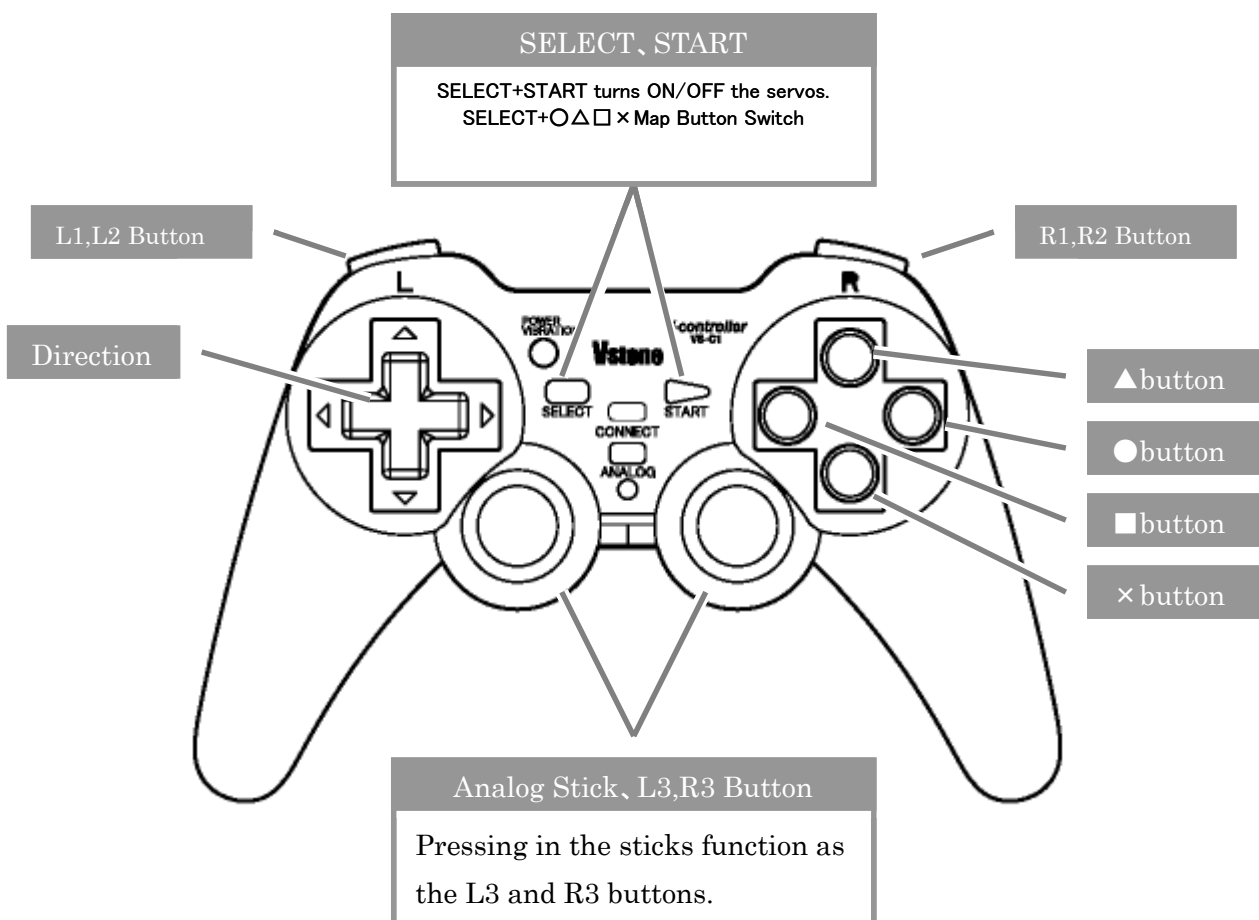 SELECT、START
SELECT+START turns ON/OFF the servos.
SELECT+○△□×Map Button Switch
L1,L2 Button
R1,R2 Button
L
R
POWER
VIBRATION
Vstone
V-controller
VS-C1
Direction
SELECT
START
CONNECT
ANALOG
▲button
●button
■button
×button
Analog Stick、L3,R3 Button
Pressing in the sticks function as
the L3 and R3 buttons.